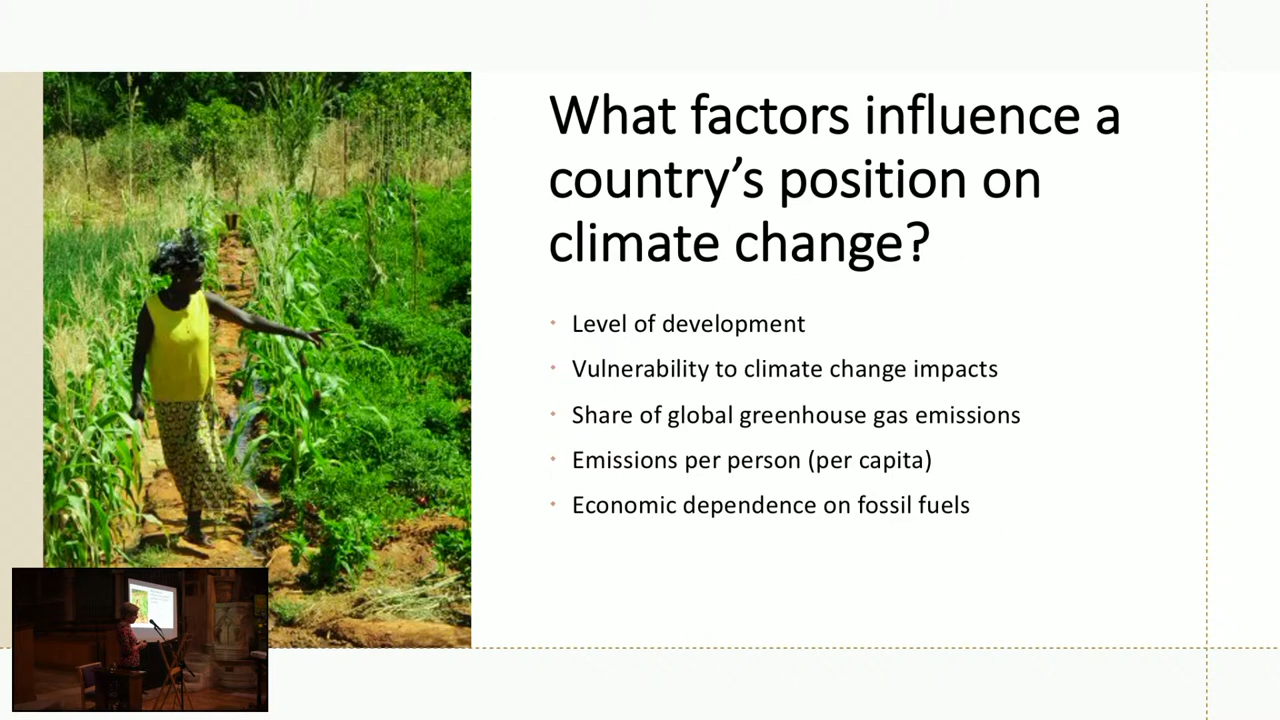 What factors influence a
country’s position on
climate change?
Level of development
Vulnerability to climate change impacts
Share of global greenhouse gas emissions
Emissions per person (per capita)
Economic dependence on fossil fuels